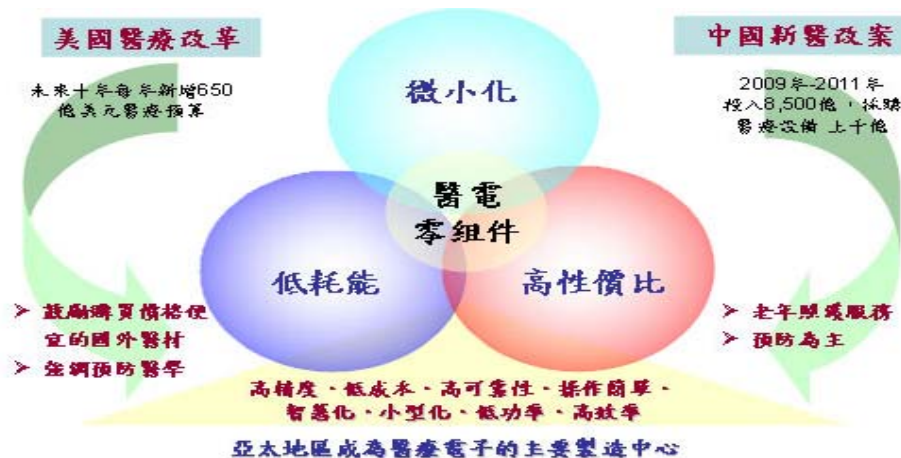 美國醫療改革
未來十年每年新增650
億美元醫療預算
鼓勵購買價格便
宜的國外醫材
強調預防醫學
微小化
醫電
零組件
低耗能
高性價比
中國新醫改案
2009年-2011年
投入8,500億，採購
醫療設備 上千億
老年照護服務
預防為主
高精度、低成本、高可靠性、操作簡單、
智慧化、小型化、低功率、高效率
亞太地區成為醫療電子的主要製造中心